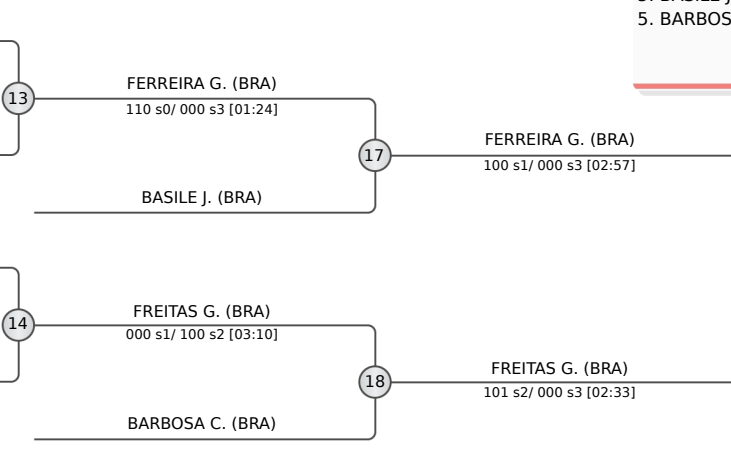 5. BARBOS
13
FERREIRA G. (BRA)
110 s0/ 000 s3 [01:24]
17
FERREIRA G. (BRA)
100 s1/ 000 s3 [02:57]
BASILE J. (BRA)
14
FREITAS G. (BRA)
000 s1/ 100 s2 [03:10]
18
FREITAS G. (BRA)
101 s2/ 000 s3 [02:33]
BARBOSA C. (BRA)